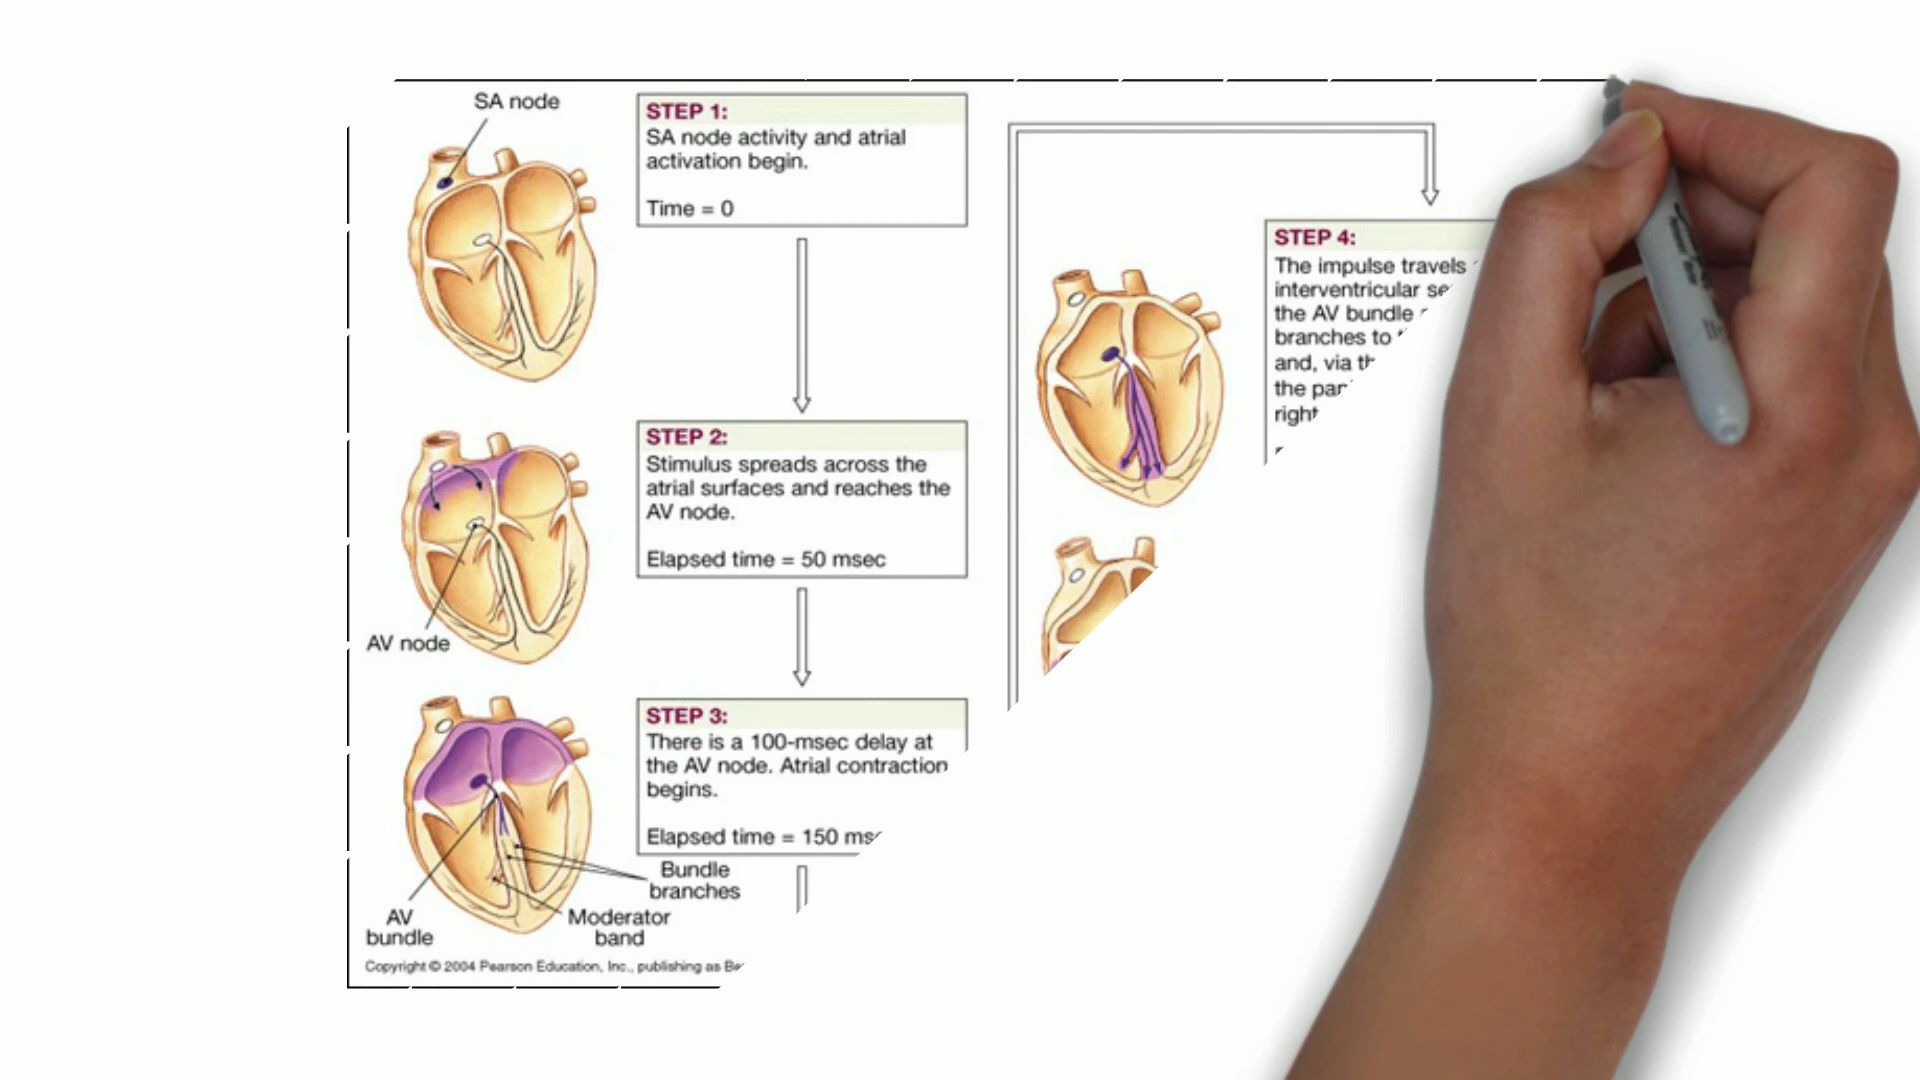 SA node
STEP 1:
SA node activity and atrial
activation begin.
Time = 0
STEP 2:
Stimulus spreads across the
atrial surfaces and reaches the
AV node.
Elapsed time = 50 msec
AV node
STEP 3:
There is a 100-msec delay at
the AV node. Atrial contraction
begins.
Elapsed time = 150
Bundle
branches
Moderator
band
AV
bundle
Copyright © 2004 Pearson Education, Inc., publishing as
STEP 4:
The impulse travels
interventricular
the AV bundle
branches to
and, via
the
right